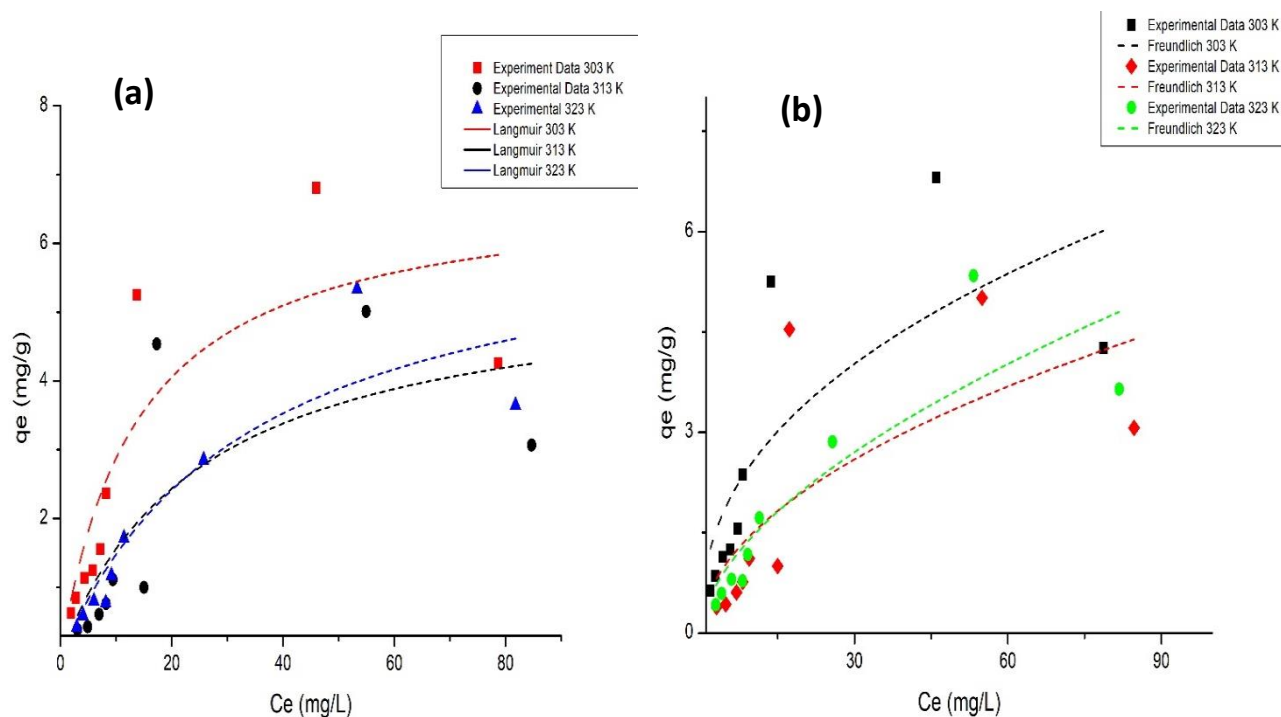 (a)
Experiment Data 303 K
Experimental Data 313 K
Experimental 323 K
Langmuir 303 K
Langmuir 313 K
Langmuir 323 K
8
6
4
2
qe (mg/g)
0 20 40 60 80
Ce (mg/L)
(b)
Experimental Data 303 K
Freundlich 303 K
Experimental Data 313 K
Freundlich 313 K
Experimental Data 323 K
Freundlich 323 K
6
3
0
qe (mg/g)
30 60 90
Ce (mg/L)